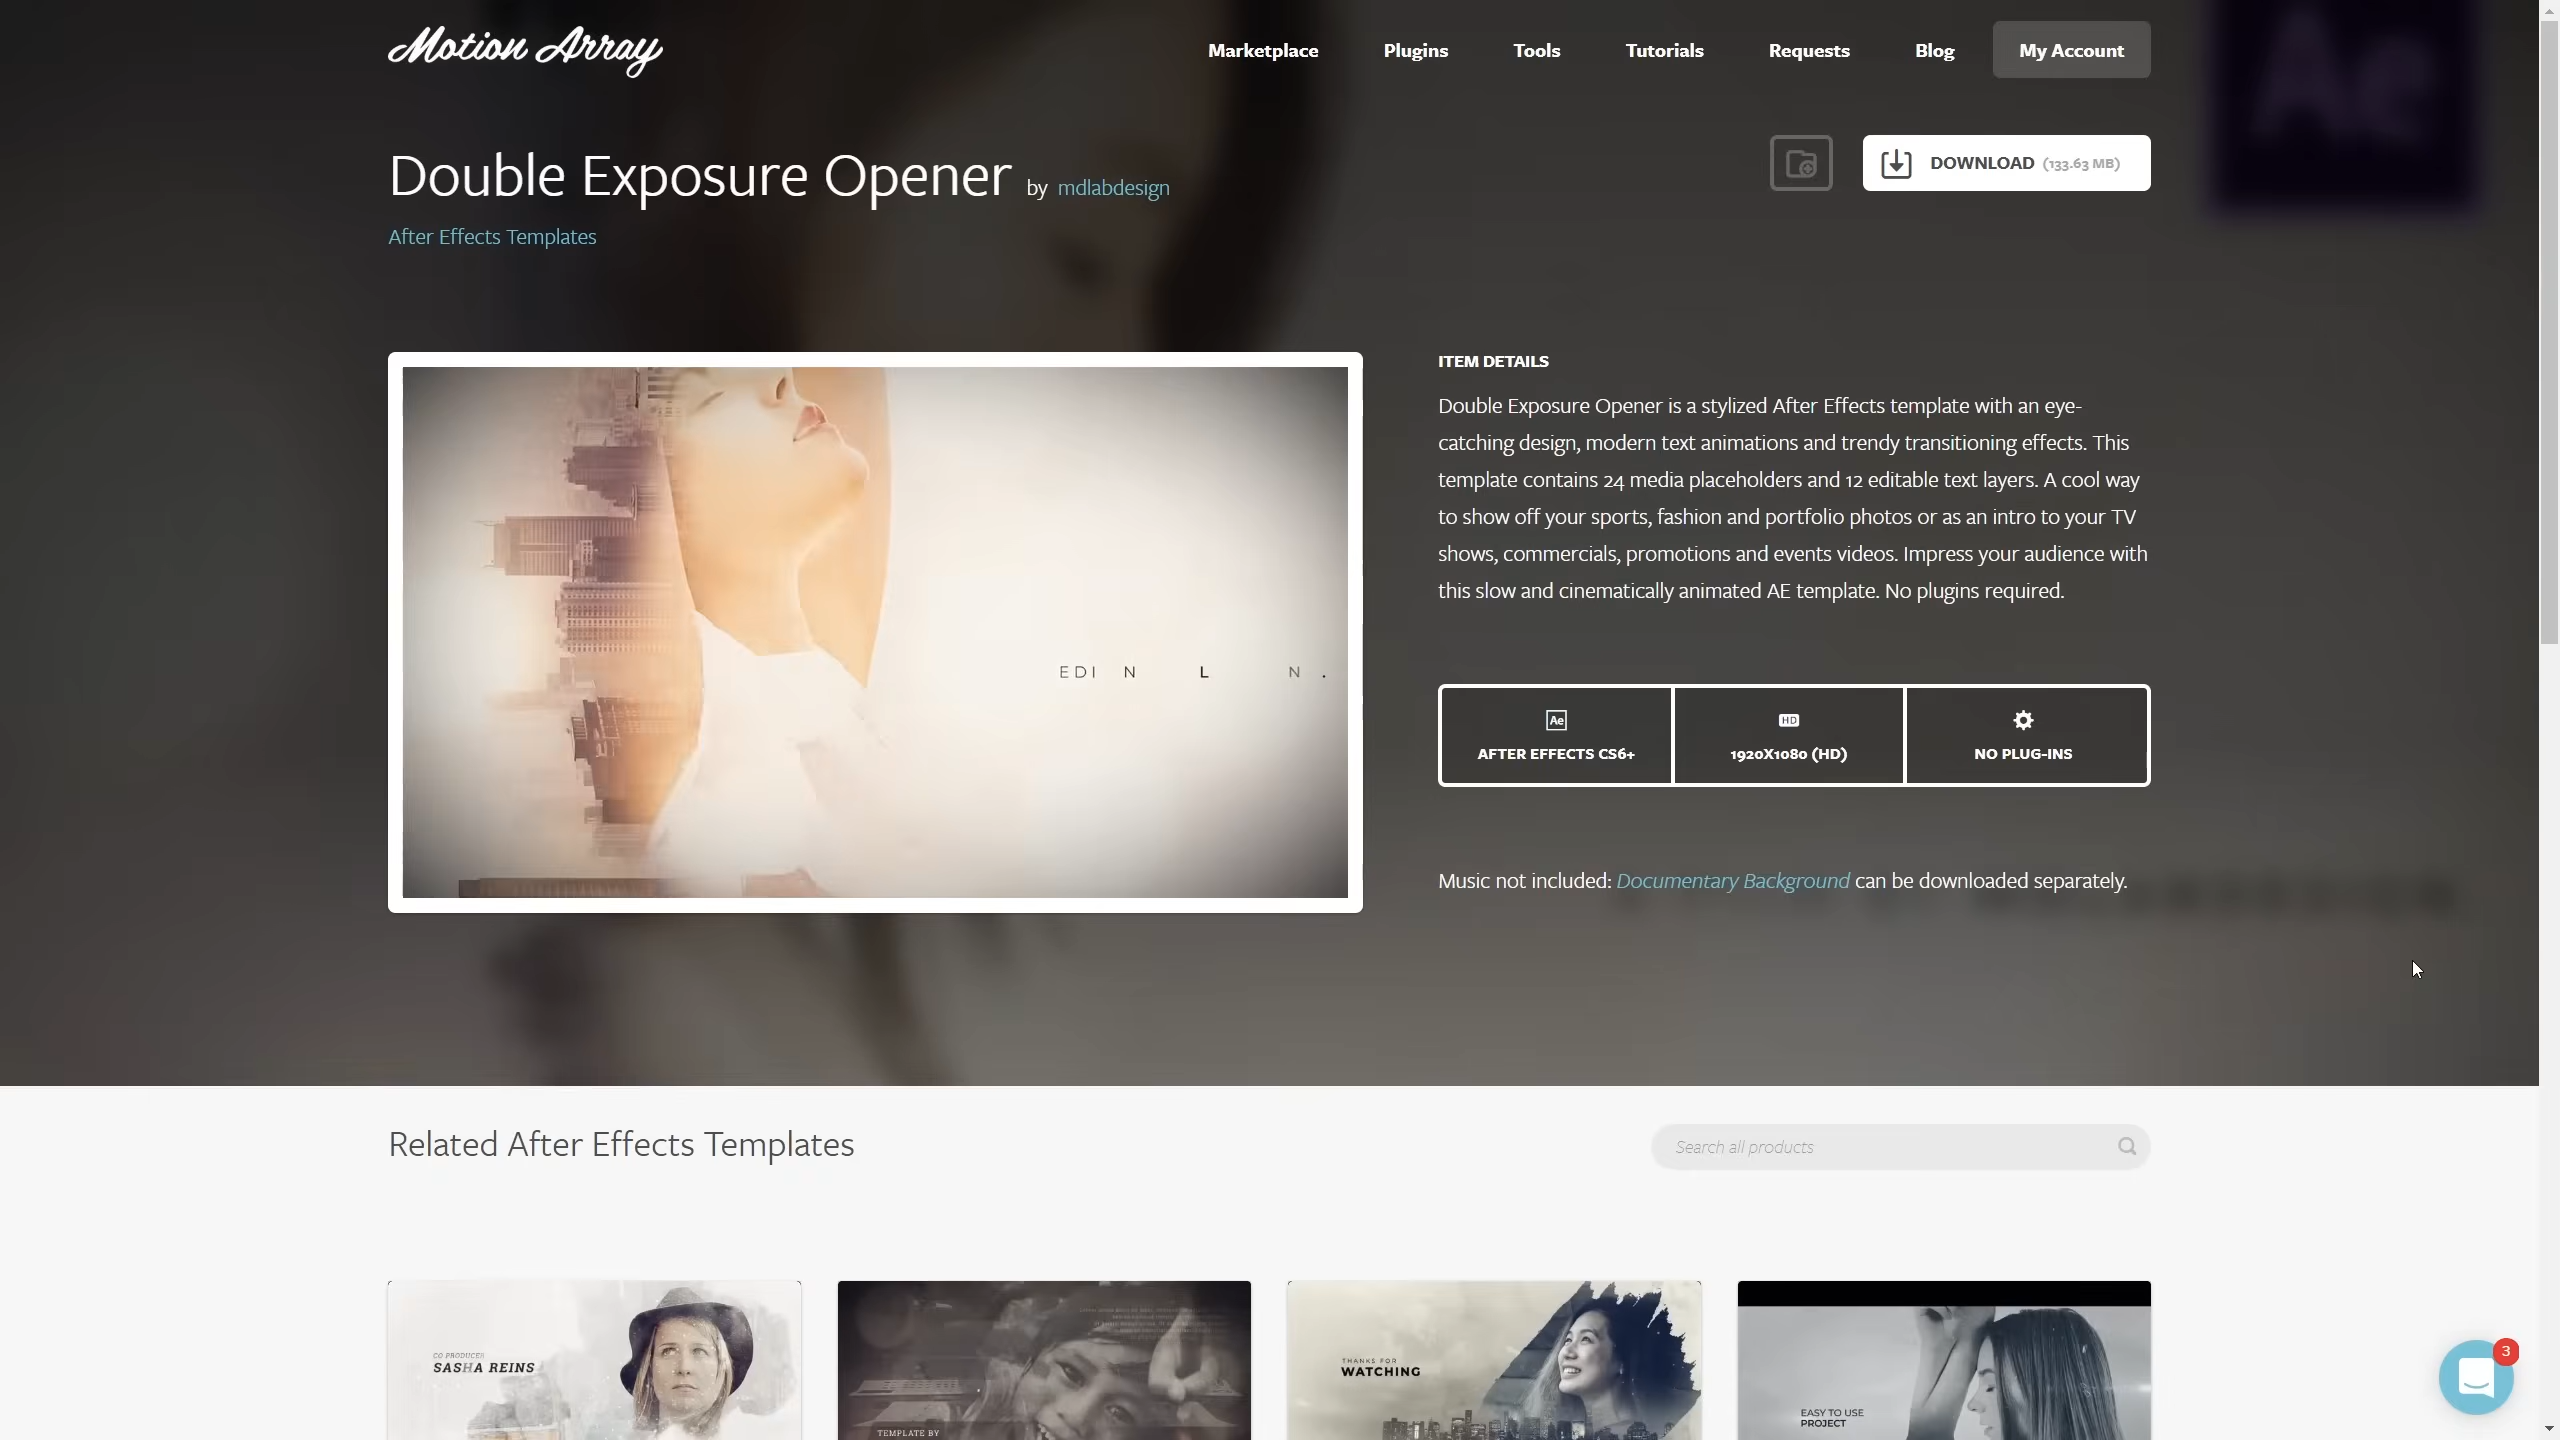 Motion Array
Marketplace
Plugins
Tools
Tutorials
Requests
Blog
My Account
Ae
Double Exposure Opener by mdlabdesign
DOWNLOAD (133.63 MB)
After Effects Templates
ITEM DETAILS
Double Exposure Opener is a stylized After Effects template with an eye-
catching design, modern text animations and trendy transitioning effects. This
template contains 24 media placeholders and 12 editable text layers. A cool way
to show off your sports, fashion and portfolio photos or as an intro to your TV
shows, commercials, promotions and events videos. Impress your audience with
this slow and cinematically animated AE template. No plugins required.
EDI N L N .
Ae
HD
AFTER EFFECTS CS6+
1920X1080 (HD)
NO PLUG-INS
Music not included: Documentary Background can be downloaded separately.
Related After Effects Templates
Search all products
CO PRODUCER
SASHA REINS
TEMPLATE BY
THANKS FOR
WATCHING
EASY TO USE
PROJECT
3